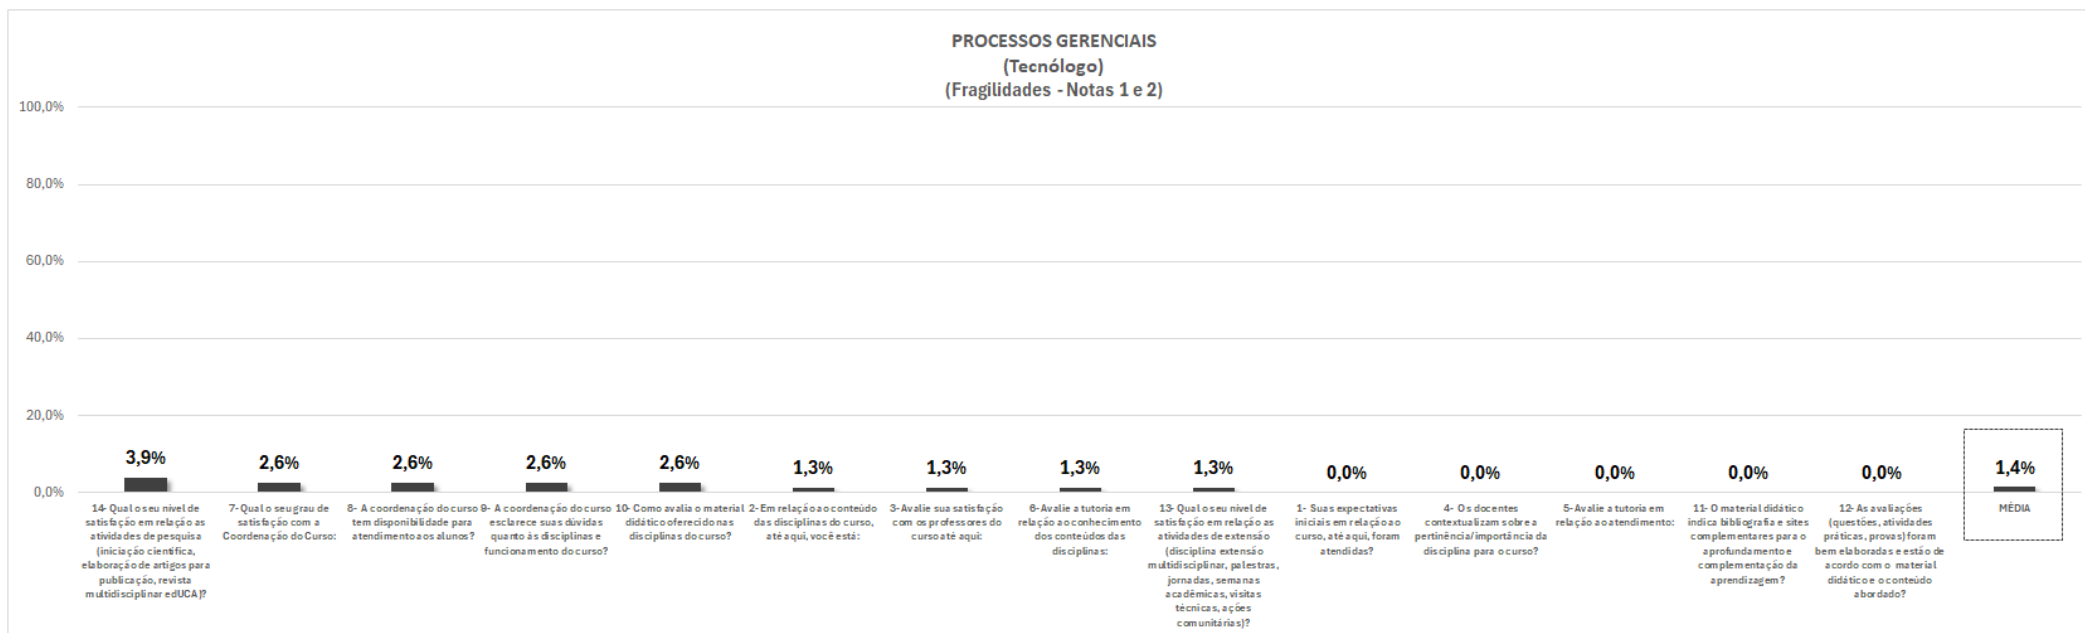 PROCESSOS GERENCIAIS
(Tecnólogo)
(Fragilidades - Notas 1 e 2)
100,0%
80,0%
60,0%
40,0%
20,0%
0,0%
3,9%
2,6%
2,6%
2,6%
2,6%
1,3%
1,3%
1,3%
1,3%
0,0%
0,0%
0,0%
0,0%
0,0%
1,4%
14- Qual o seu nível de
satisfação em relação as
atividades de pesquisa
(iniciação científica,
elaboração de artigos para
publicação, revista
multidisciplinar edUCA)?
7- Qual o seu grau de
satisfação com a
Coordenação do Curso:
8- A coordenação do curso
tem disponibilidade para
atendimento aos alunos?
9- A coordenação do curso
esclarece suas dúvidas
quanto às disciplinas e
funcionamento do curso?
10- Como avalia o material
didático oferecido nas
disciplinas do curso?
2- Em relação ao conteúdo
das disciplinas do curso,
até aqui, você está:
3- Avalie sua satisfação
com os professores do
curso até aqui:
6- Avalie a tutoria em
relação ao conhecimento
dos conteúdos das
disciplinas:
13- Qual o seu nível de
satisfação em relação as
atividades de extensão
(disciplina extensão
multidisciplinar, palestras,
jornadas, semanas
acadêmicas, visitas
técnicas, ações
comunitárias)?
1- Suas expectativas
iniciais em relação ao
curso, até aqui, foram
atendidas?
4- Os docentes
contextualizam sobre a
pertinência/importância da
disciplina para o curso?
5- Avalie a tutoria em
relação ao atendimento:
11- O material didático
indica bibliografia e sites
complementares para o
aprofundamento e
complementação da
aprendizagem?
12- As avaliações
(questões, atividades
práticas, provas) foram
bem elaboradas e estão de
acordo com o material
didático e o conteúdo
abordado?
MÉDIA